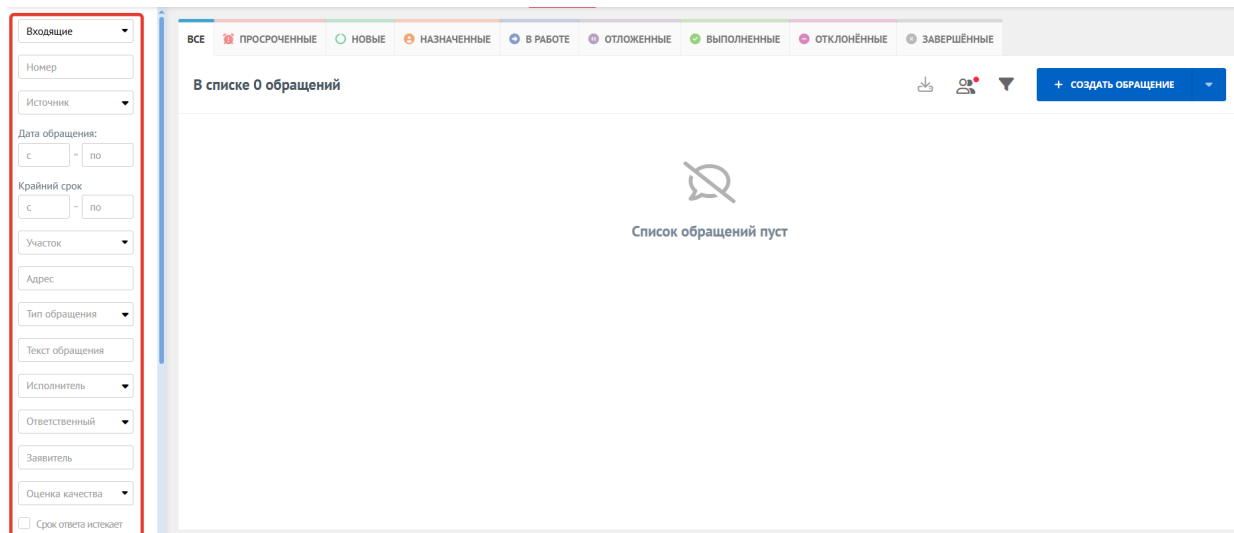 Входящие
Номер
Источник
Дата обращения:
с - по
Крайний срок
с - по
Участок
Адрес
Тип обращения
Текст обращения
Исполнитель
Ответственный
Заявитель
Оценка качества
Срок ответа истекает
ВСЕ ПРОСРОЧЕННЫЕ НОВЫЕ НАЗНАЧЕННЫЕ В РАБОТЕ ОТЛОЖЕННЫЕ ВЫПОЛНЕННЫЕ ОТКЛОНЁННЫЕ ЗАВЕРШЁННЫЕ
В списке 0 обращений + СОЗДАТЬ ОБРАЩЕНИЕ
Список обращений пуст